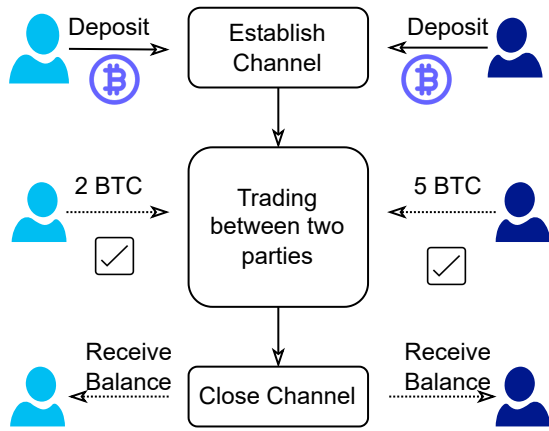 Deposit
Establish
Channel
Deposit
2 BTC
Trading
between two
parties
5 BTC
Receive
Balance
Close Channel
Receive
Balance